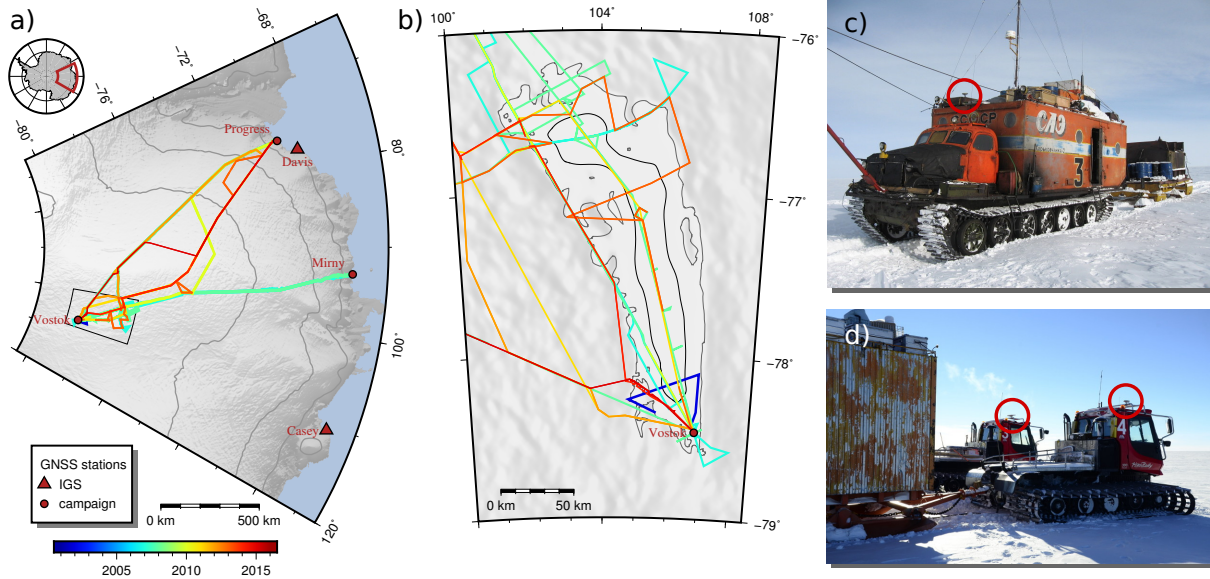 a)
−68°
−72°
−76°
−80°
Progress
Davis
80°
Mirny
Vostok
100°
Casey
120°
GNSS stations
IGS
campaign
0 km
500 km
2005
2010
2015
b)
100°
104°
108°
−76°
−77°
−78°
−79°
Vostok
0 km
50 km
c)
СССР
СЛЭ
3
d)
3
4